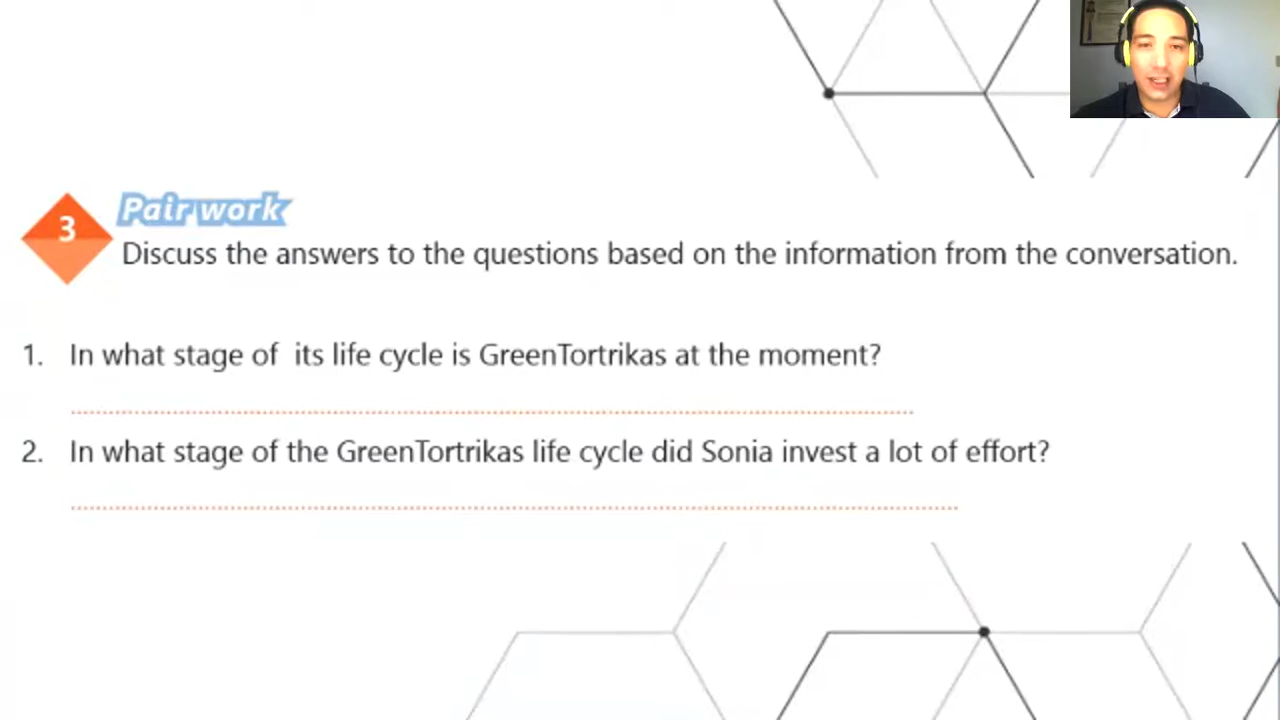 3
Pair work
Discuss the answers to the questions based on the information from the conversation.
1. In what stage of its life cycle is GreenTortrikas at the moment?
2. In what stage of the GreenTortrikas life cycle did Sonia invest a lot of effort?